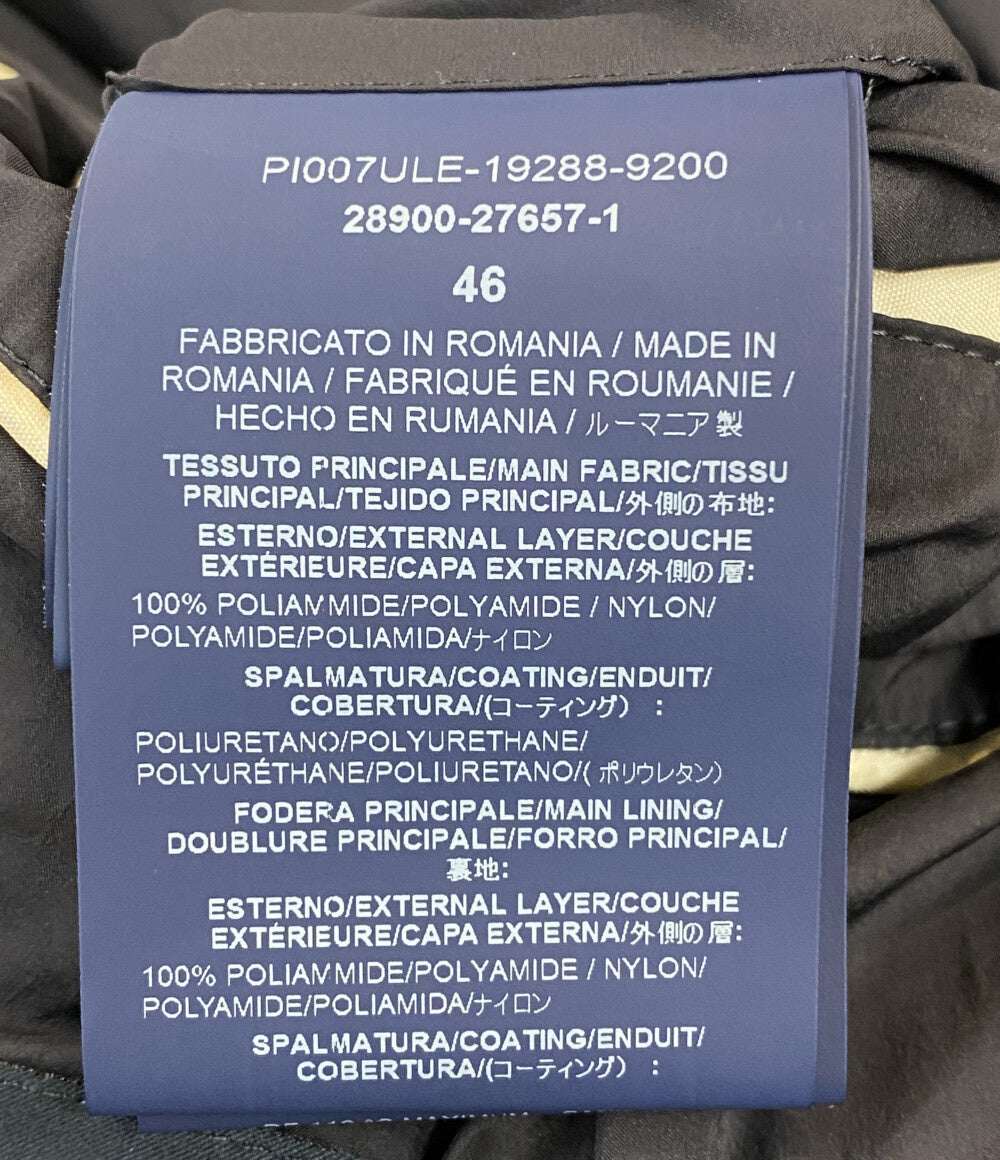 PI007ULE-19288-9200
28900-27657-1
46
FABBRICATO IN ROMANIA / MADE IN
ROMANIA / FABRIQUÉ EN ROUMANIE /
HECHO EN RUMANIA / ルーマニア製
TESSUTO PRINCIPALE/MAIN FABRIC/TISSU
PRINCIPAL/TEJIDO PRINCIPAL/外側の布地:
ESTERNO/EXTERNAL LAYER/COUCHE
EXTÉRIEURE/CAPA EXTERNA/外側の層:
100% POLIAMMIDE/POLYAMIDE / NYLON/
POLYAMIDE/POLIAMIDA/ナイロン
SPALMATURA/COATING/ENDUIT/
COBERTURA/(コーティング) :
POLIURETANO/POLYURETHANE/
POLYURÉTHANE/POLIURETANO/(ポリウレタン)
FODERA PRINCIPALE/MAIN LINING/
DOUBLURE PRINCIPALE/FORRO PRINCIPAL/
裏地:
ESTERNO/EXTERNAL LAYER/COUCHE
EXTÉRIEURE/CAPA EXTERNA/外側の層:
100% POLIAMMIDE/POLYAMIDE / NYLON/
POLYAMIDE/POLIAMIDA/ナイロン
SPALMATURA/COATING/ENDUIT/
COBERTURA/(コーティング) :